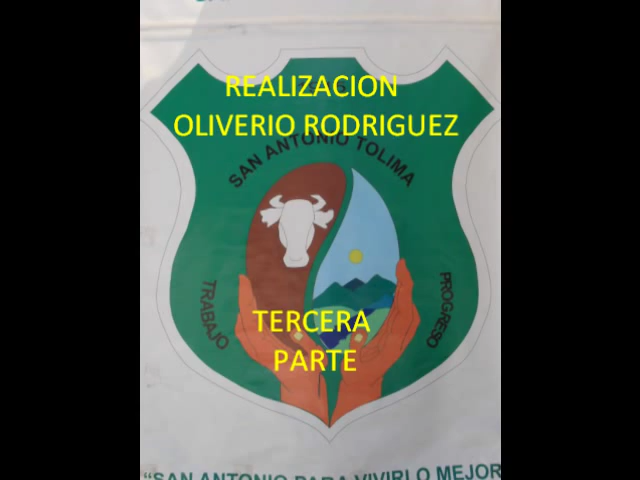 REALIZACION
OLIVERIO RODRIGUEZ
SAN ANTONIO TOLIMA
TRABAJO
PROGRESO
TERCERA
PARTE
“SAN ANTONIO PARA VIVIRLO MEJOR